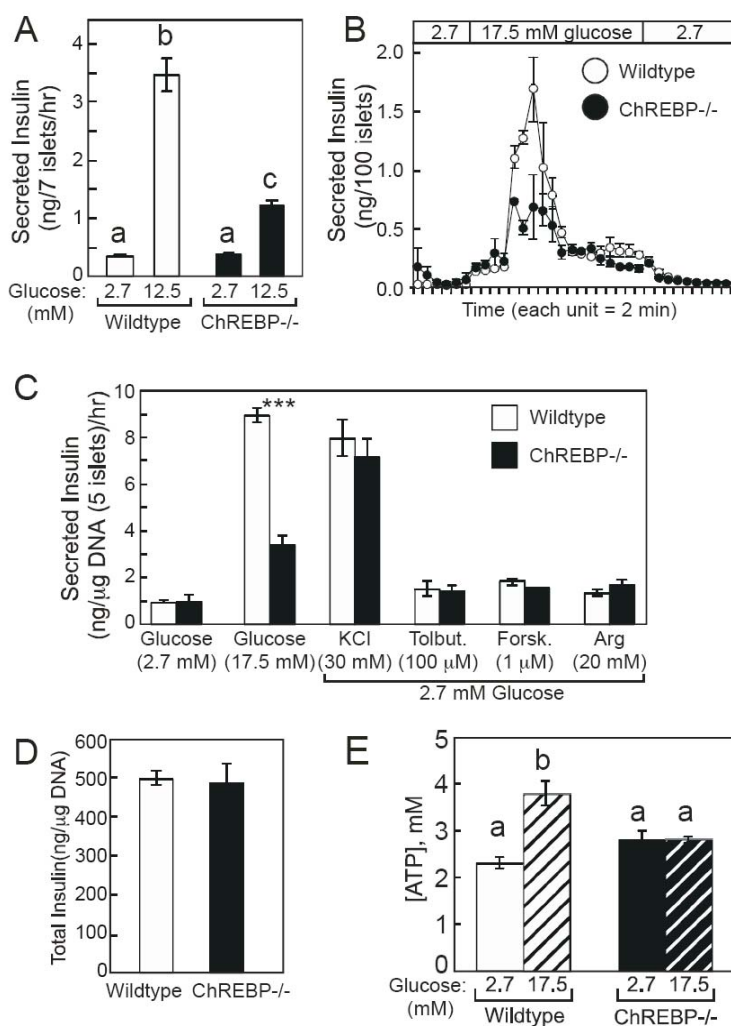 A
Secreted Insulin
(ng/7 islets/hr)
4
3
2
1
0
a
b
a
c
Glucose: 2.7 12.5 2.7 12.5
(mM)
Wildtype ChREBP-/-
B
2.7 17.5 mM glucose 2.7
Secreted Insulin
(ng/100 islets)
2.0
1.5
1.0
0.5
0.0
Wildtype
ChREBP-/-
Time (each unit = 2 min)
C
Secreted Insulin
(ng/μg DNA (5 islets)/hr)
10
8
6
4
2
0
***
Wildtype
ChREBP-/-
Glucose Glucose KCl Tolbut. Forsk. Arg
(2.7 mM) (17.5 mM) (30 mM) (100 μM) (1 μM) (20 mM)
2.7 mM Glucose
D
Total Insulin(ng/μg DNA)
600
500
400
300
200
100
0
Wildtype ChREBP-/-
E
[ATP], mM
5
4
3
2
1
0
a
b
a
a
Glucose: 2.7 17.5 2.7 17.5
(mM)
Wildtype ChREBP-/-